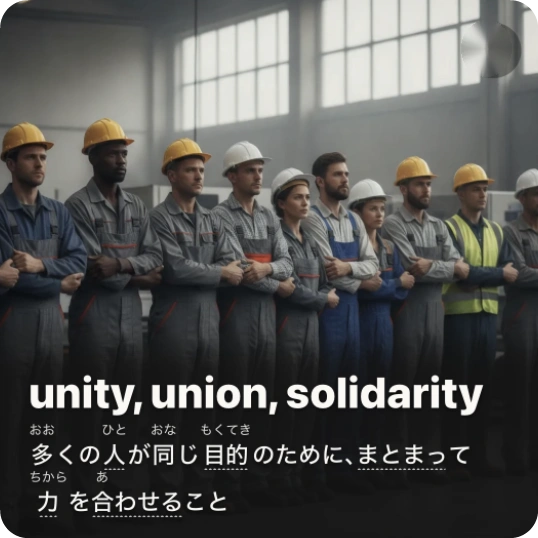 unity, union, solidarity
おお ひと おな もくてき
多くの人が同じ目的のために、まとまって
ちから あ
力を合わせること